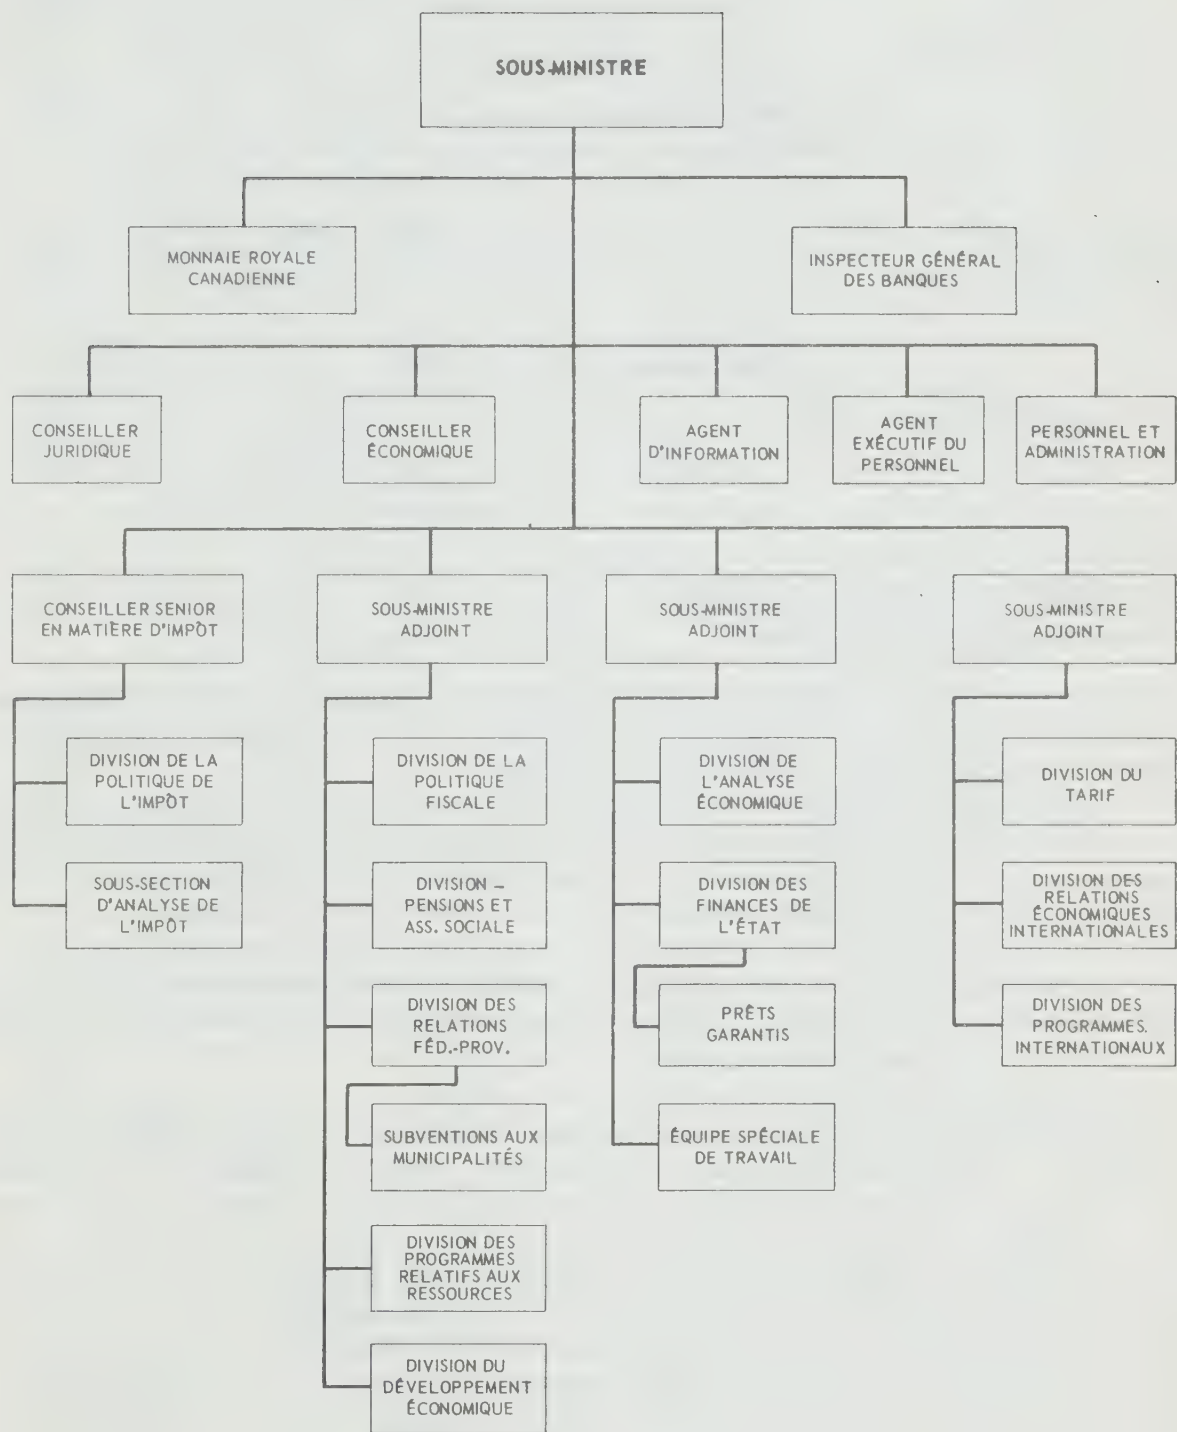 SOUS-MINISTRE
MONNAIE ROYALE
CANADIENNE
INSPECTEUR GÉNÉRAL
DES BANQUES
CONSEILLER
JURIDIQUE
CONSEILLER
ÉCONOMIQUE
AGENT
D'INFORMATION
AGENT
EXÉCUTIF DU
PERSONNEL
PERSONNEL ET
ADMINISTRATION
CONSEILLER SENIOR
EN MATIÈRE D'IMPÔT
SOUS-MINISTRE
ADJOINT
SOUS-MINISTRE
ADJOINT
SOUS-MINISTRE
ADJOINT
DIVISION DE LA
POLITIQUE DE
L'IMPÔT
SOUS-SECTION
D'ANALYSE DE
L'IMPÔT
DIVISION DE LA
POLITIQUE
FISCALE
DIVISION –
PENSIONS ET
ASS. SOCIALE
DIVISION DES
RELATIONS
FÉD.-PROV.
SUBVENTIONS AUX
MUNICIPALITÉS
DIVISION DES
PROGRAMMES
RELATIFS AUX
RESSOURCES
DIVISION DU
DÉVELOPPEMENT
ÉCONOMIQUE
DIVISION DE
L'ANALYSE
ÉCONOMIQUE
DIVISION DES
FINANCES DE
L'ÉTAT
PRÊTS
GARANTIS
ÉQUIPE SPÉCIALE
DE TRAVAIL
DIVISION DU
TARIF
DIVISION DES
RELATIONS
ÉCONOMIQUES
INTERNATIONALES
DIVISION DES
PROGRAMMES.
INTERNATIONAUX